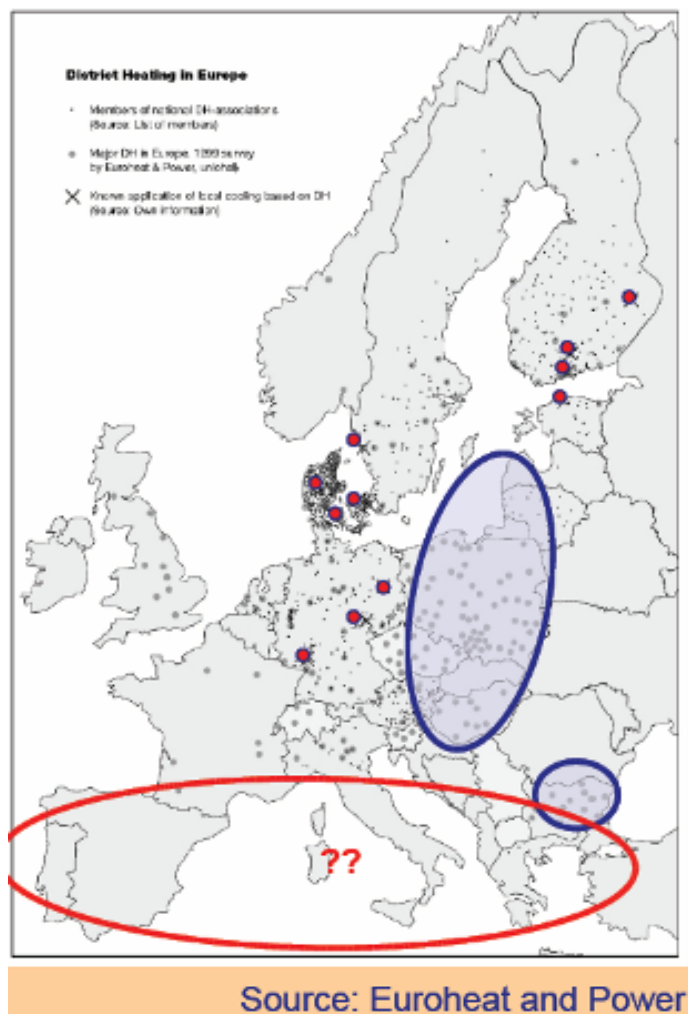 District Heating in Europe
Members of national DH-associations
(Source: List of members)
Major DH in Europe, 1999 survey
by Euroheat & Power, unichal
Known application of local cooling based on DH
(Source: Own information)
??
Source: Euroheat and Power